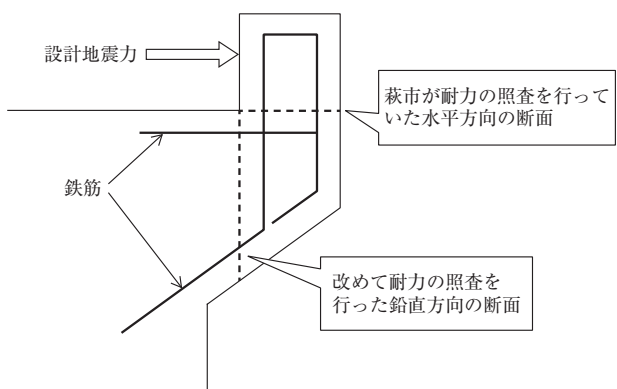 設計地震力
萩市が耐力の照査を行って
いた水平方向の断面
鉄筋
改めて耐力の照査を
行った鉛直方向の断面